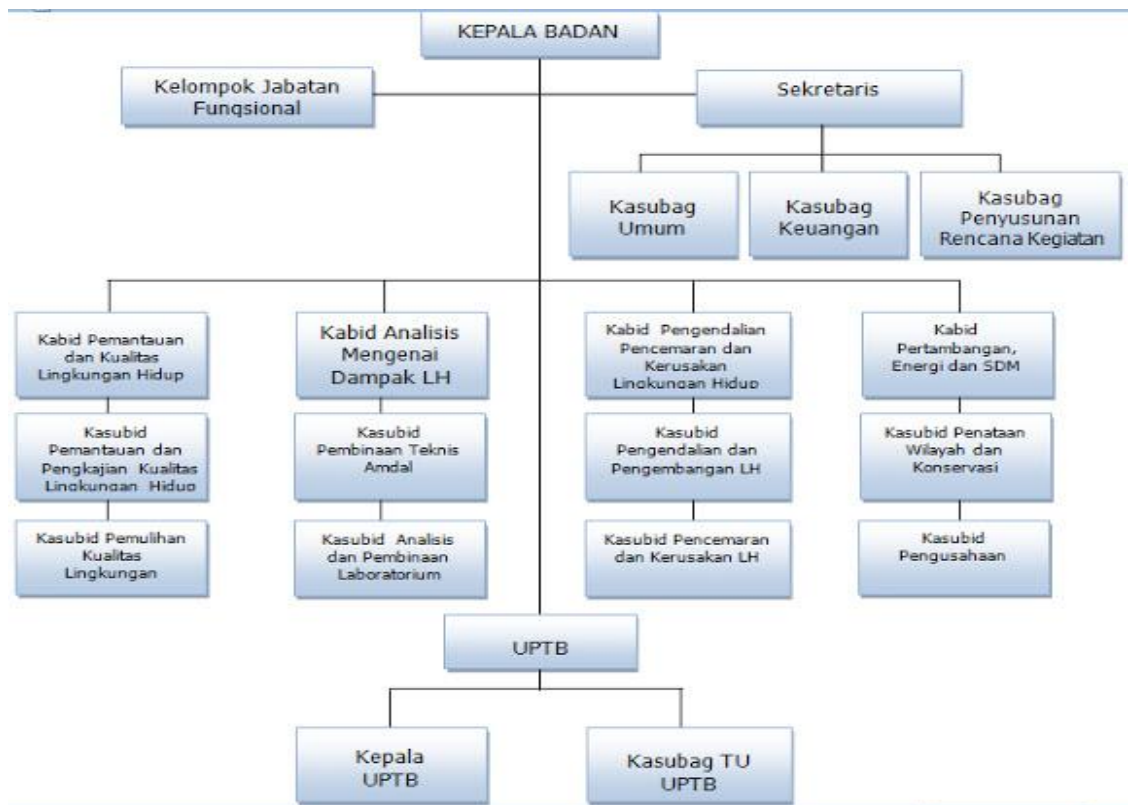 KEPALA BADAN
Kelompok Jabatan
Fungsional
Sekretaris
Kasubag
Umum
Kasubag
Keuangan
Kasubag
Penyusunan
Rencana Kegiatan
Kabid Pemantauan
dan Kualitas
Lingkungan Hidup
Kabid Analisis
Mengenai
Dampak LH
Kabid Pengendalian
Pencemaran dan
Kerusakan
Lingkungan Hidup
Kabid
Pertambangan,
Energi dan SDM
Kasubid
Pemantauan dan
Pengkajian Kualitas
Lingkungan Hidup
Kasubid
Pembinaan Teknis
Amdal
Kasubid
Pengendalian dan
Pengembangan LH
Kasubid Penataan
Wilayah dan
Konservasi
Kasubid Pemulihan
Kualitas
Lingkungan
Kasubid Analisis
dan Pembinaan
Laboratorium
Kasubid Pencemaran
dan Kerusakan LH
Kasubid
Pengusahaan
UPTB
Kepala
UPTB
Kasubag TU
UPTB